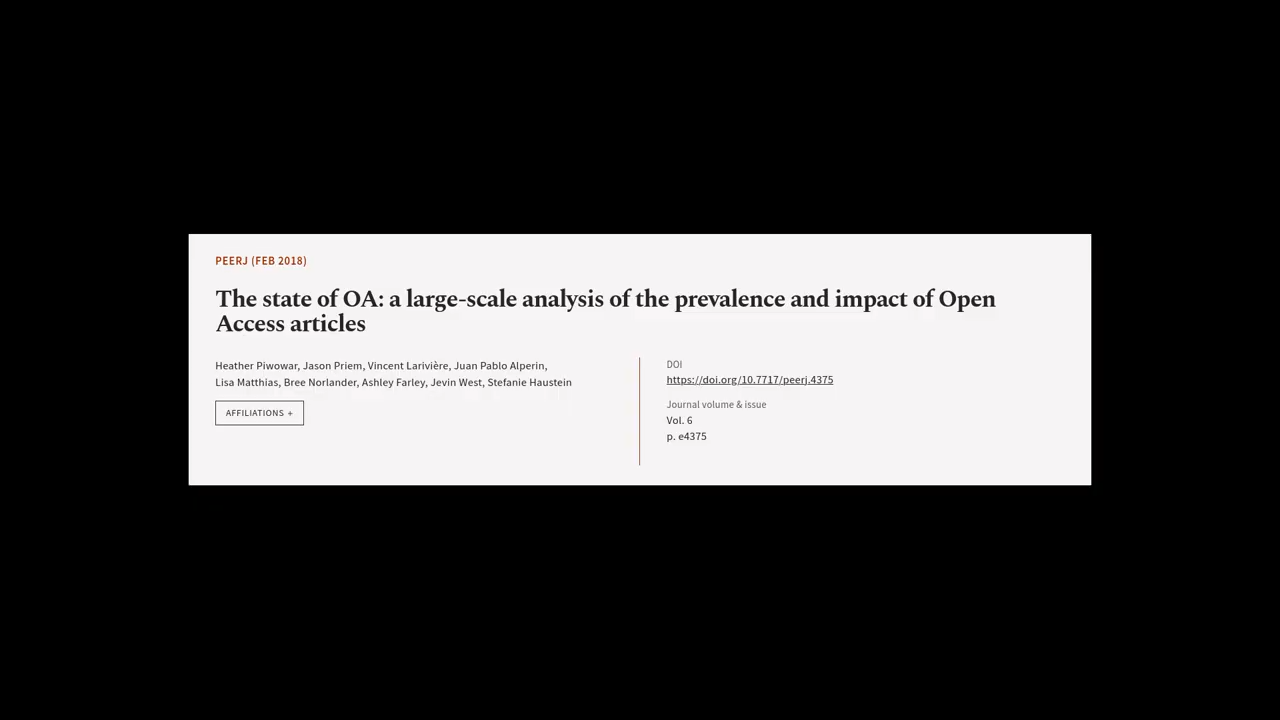 PEERJ (FEB 2018)
The state of OA: a large-scale analysis of the prevalence and impact of Open
Access articles
Heather Piwowar, Jason Priem, Vincent Larivière, Juan Pablo Alperin,
Lisa Matthias, Bree Norlander, Ashley Farley, Jevin West, Stefanie Haustein
AFFILIATIONS +
DOI
https://doi.org/10.7717/peerj.4375
Journal volume & issue
Vol. 6
p. e4375